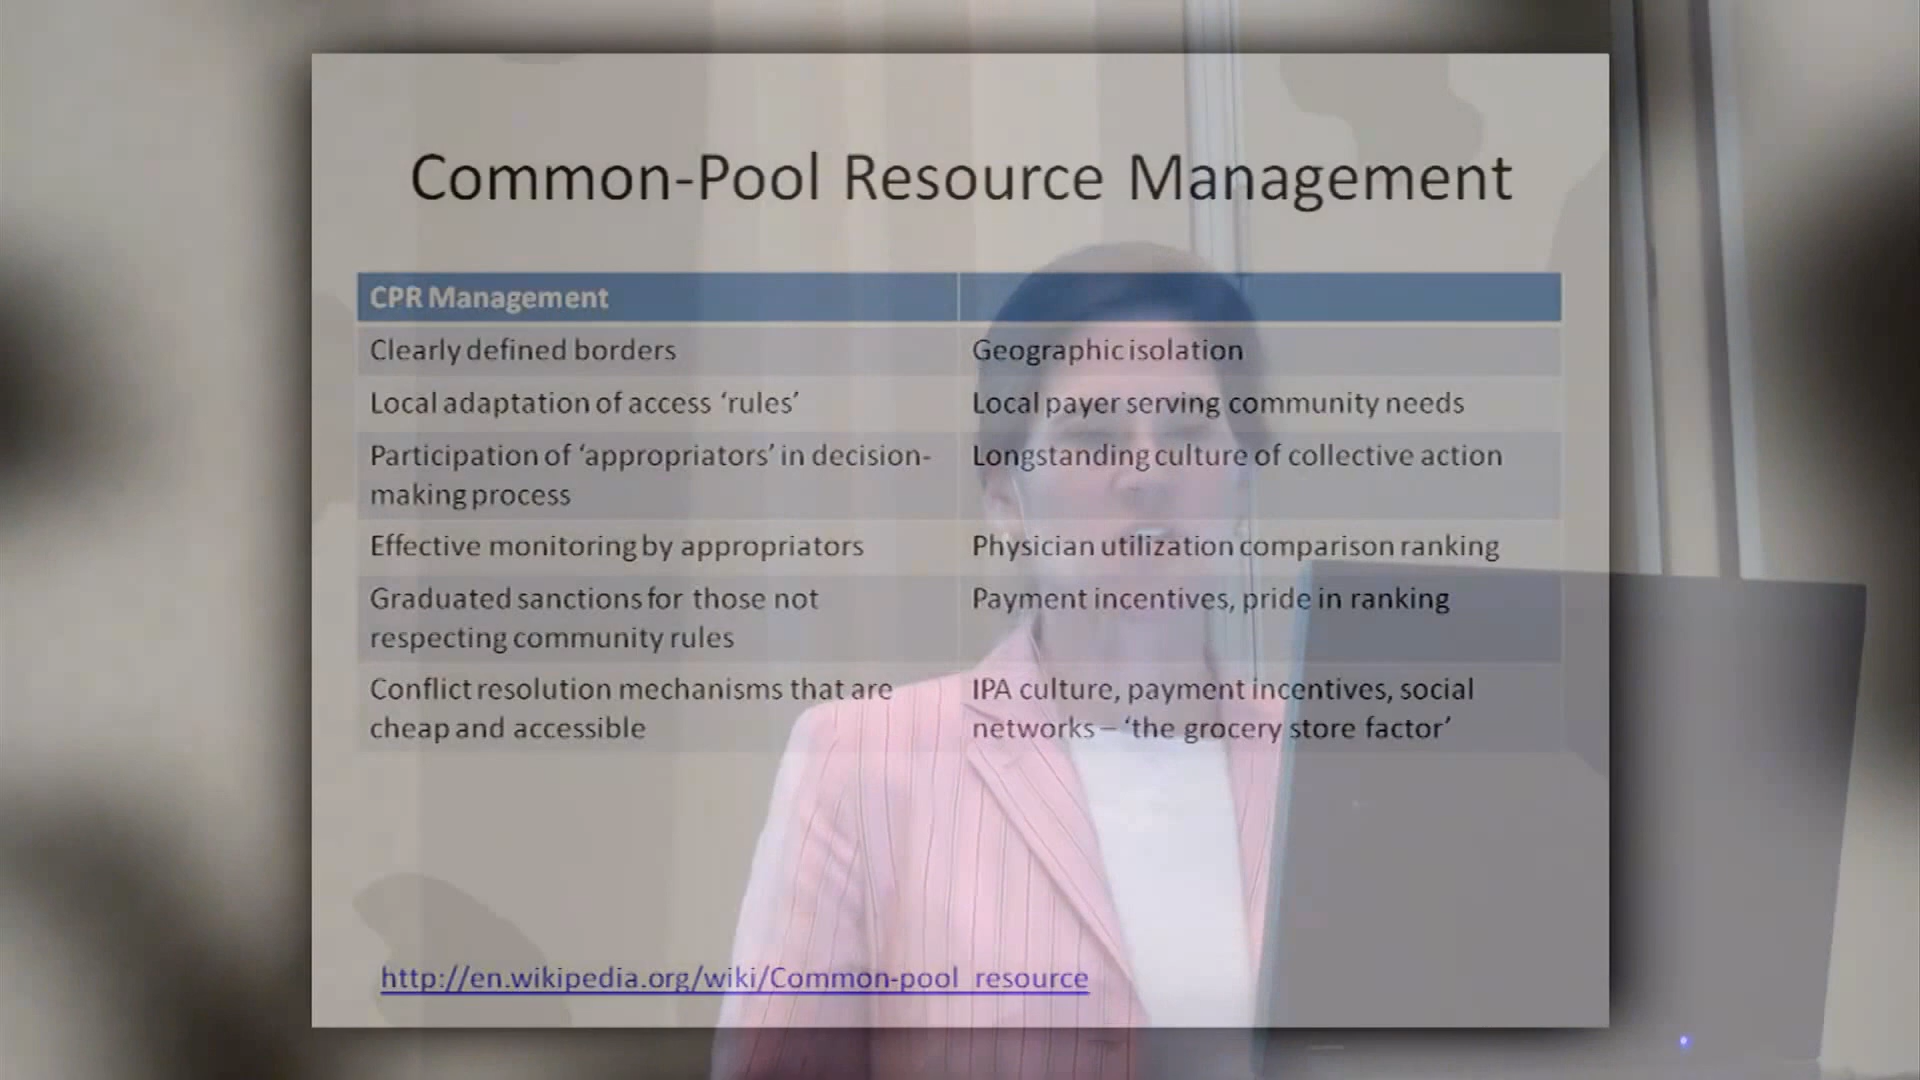 Common-Pool Resource Management
CPR Management
Clearly defined borders
Geographic isolation
Local adaptation of access ‘rules’
Local payer serving community needs
Participation of ‘appropriators’ in decision-
making process
Longstanding culture of collective action
Effective monitoring by appropriators
Physician utilization comparison ranking
Graduated sanctions for those not
respecting community rules
Payment incentives, pride in ranking
Conflict resolution mechanisms that are
cheap and accessible
IPA culture, payment incentives, social
networks – ‘the grocery store factor’
http://en.wikipedia.org/wiki/Common-pool_resource